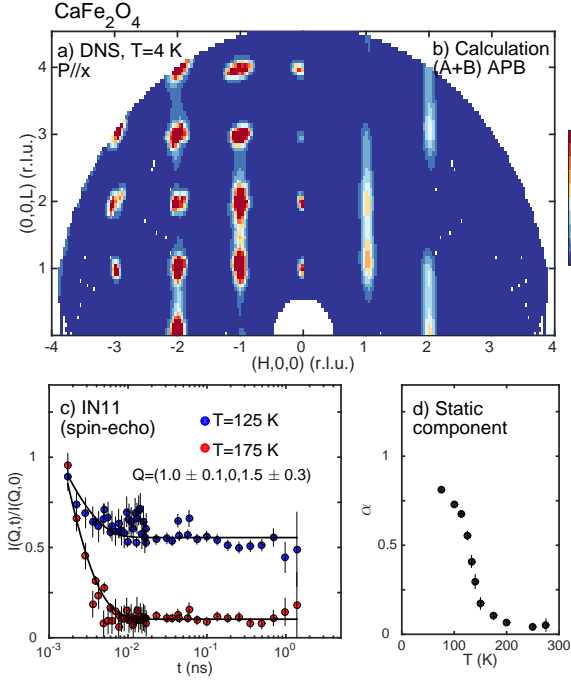 CaFe₂O₄
a) DNS, T=4 K
P//x
b) Calculation
(A+B) APB
4
3
2
1
(0,0,L) (r.l.u.)
-4 -3 -2 -1 0 1 2 3 4
(H,0,0) (r.l.u.)
c) IN11
(spin-echo)
T=125 K
T=175 K
Q=(1.0 ± 0.1,0,1.5 ± 0.3)
1
0.5
0
I(Q,t)/I(Q,0)
10⁻³ 10⁻² 10⁻¹ 10⁰
t (ns)
d) Static
component
1
0.5
0
α
0 100 200 300
T (K)